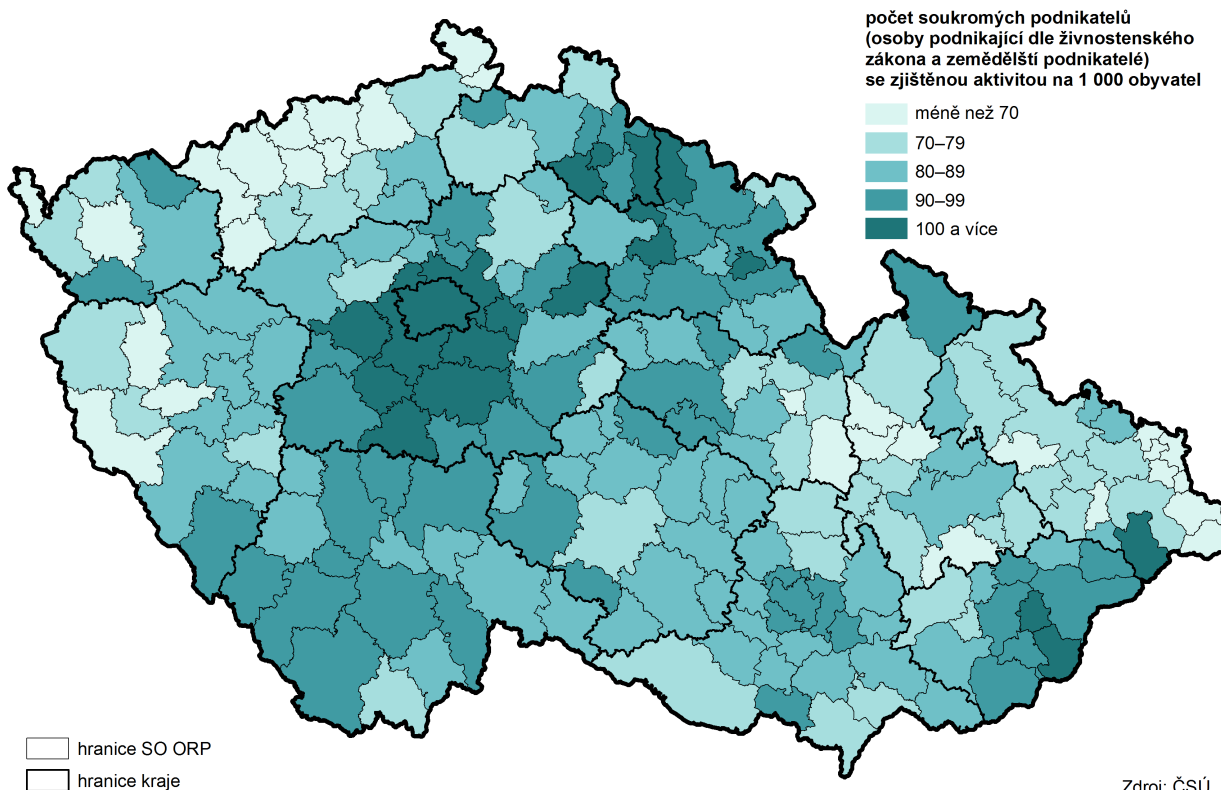 počet soukromých podnikatelů
(osoby podnikající dle živnostenského
zákona a zemědělští podnikatelé)
se zjištěnou aktivitou na 1 000 obyvatel
méně než 70
70–79
80–89
90–99
100 a více
hranice SO ORP
hranice kraje
Zdroj: ČSÚ